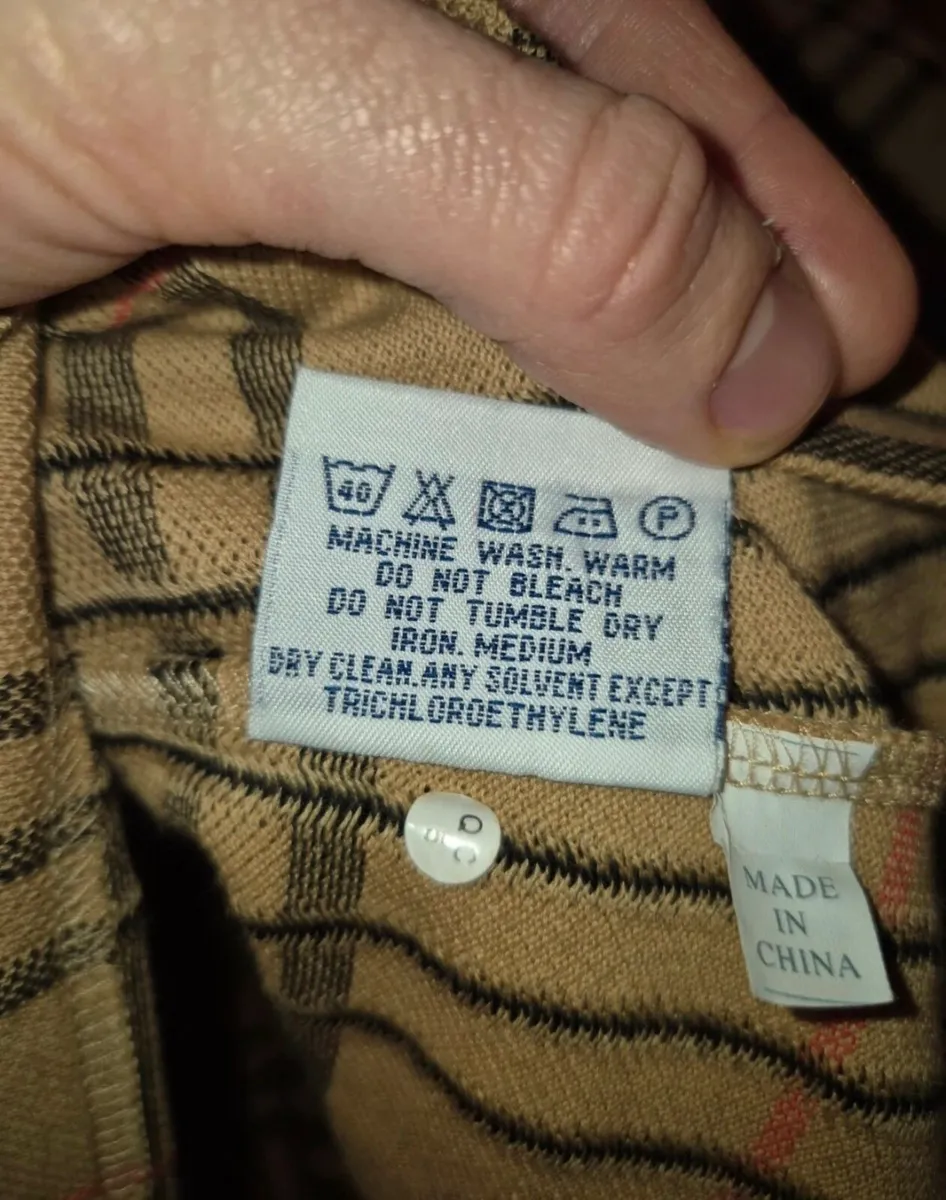 40 P
MACHINE WASH. WARM
DO NOT BLEACH
DO NOT TUMBLE DRY
IRON. MEDIUM
DRY CLEAN.ANY SOLVENT EXCEPT
TRICHLOROETHYLENE
Q C
MADE
IN
CHINA